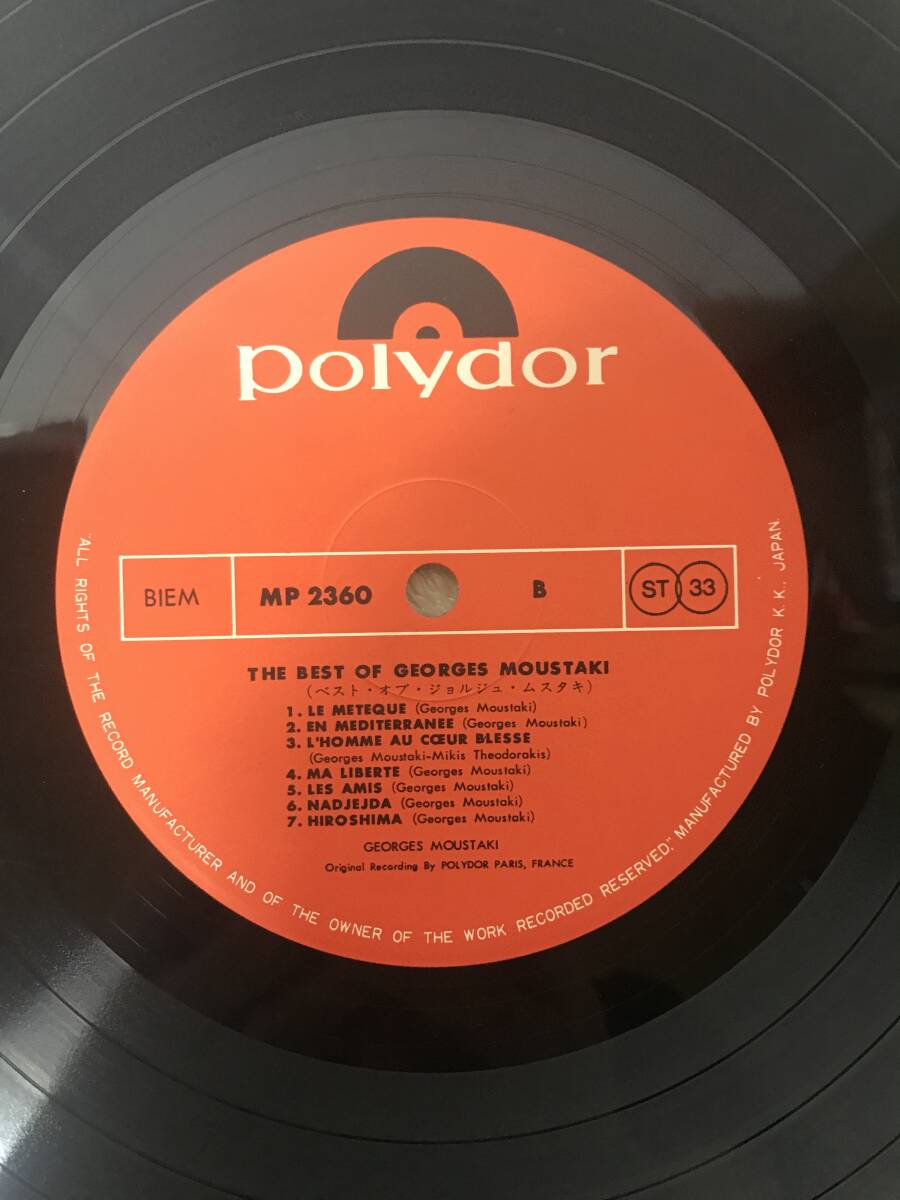 polydor
BIEM
MP 2360
B
ST 33
THE BEST OF GEORGES MOUSTAKI
(ベスト・オブ・ジョルジュ・ムスタキ)
1. LE METEQUE (Georges Moustaki)
2. EN MEDITERRANEE (Georges Moustaki)
3. L'HOMME AU CŒUR BLESSE
(Georges Moustaki-Mikis Theodorakis)
4. MA LIBERTE (Georges Moustaki)
5. LES AMIS (Georges Moustaki)
6. NADJEJDA (Georges Moustaki)
7. HIROSHIMA (Georges Moustaki)
GEORGES MOUSTAKI
Original Recording By POLYDOR PARIS, FRANCE
"ALL RIGHTS OF THE RECORD MANUFACTURER AND OF THE OWNER OF THE WORK RECORDED RESERVED." MANUFACTURED BY POLYDOR K.K., JAPAN.